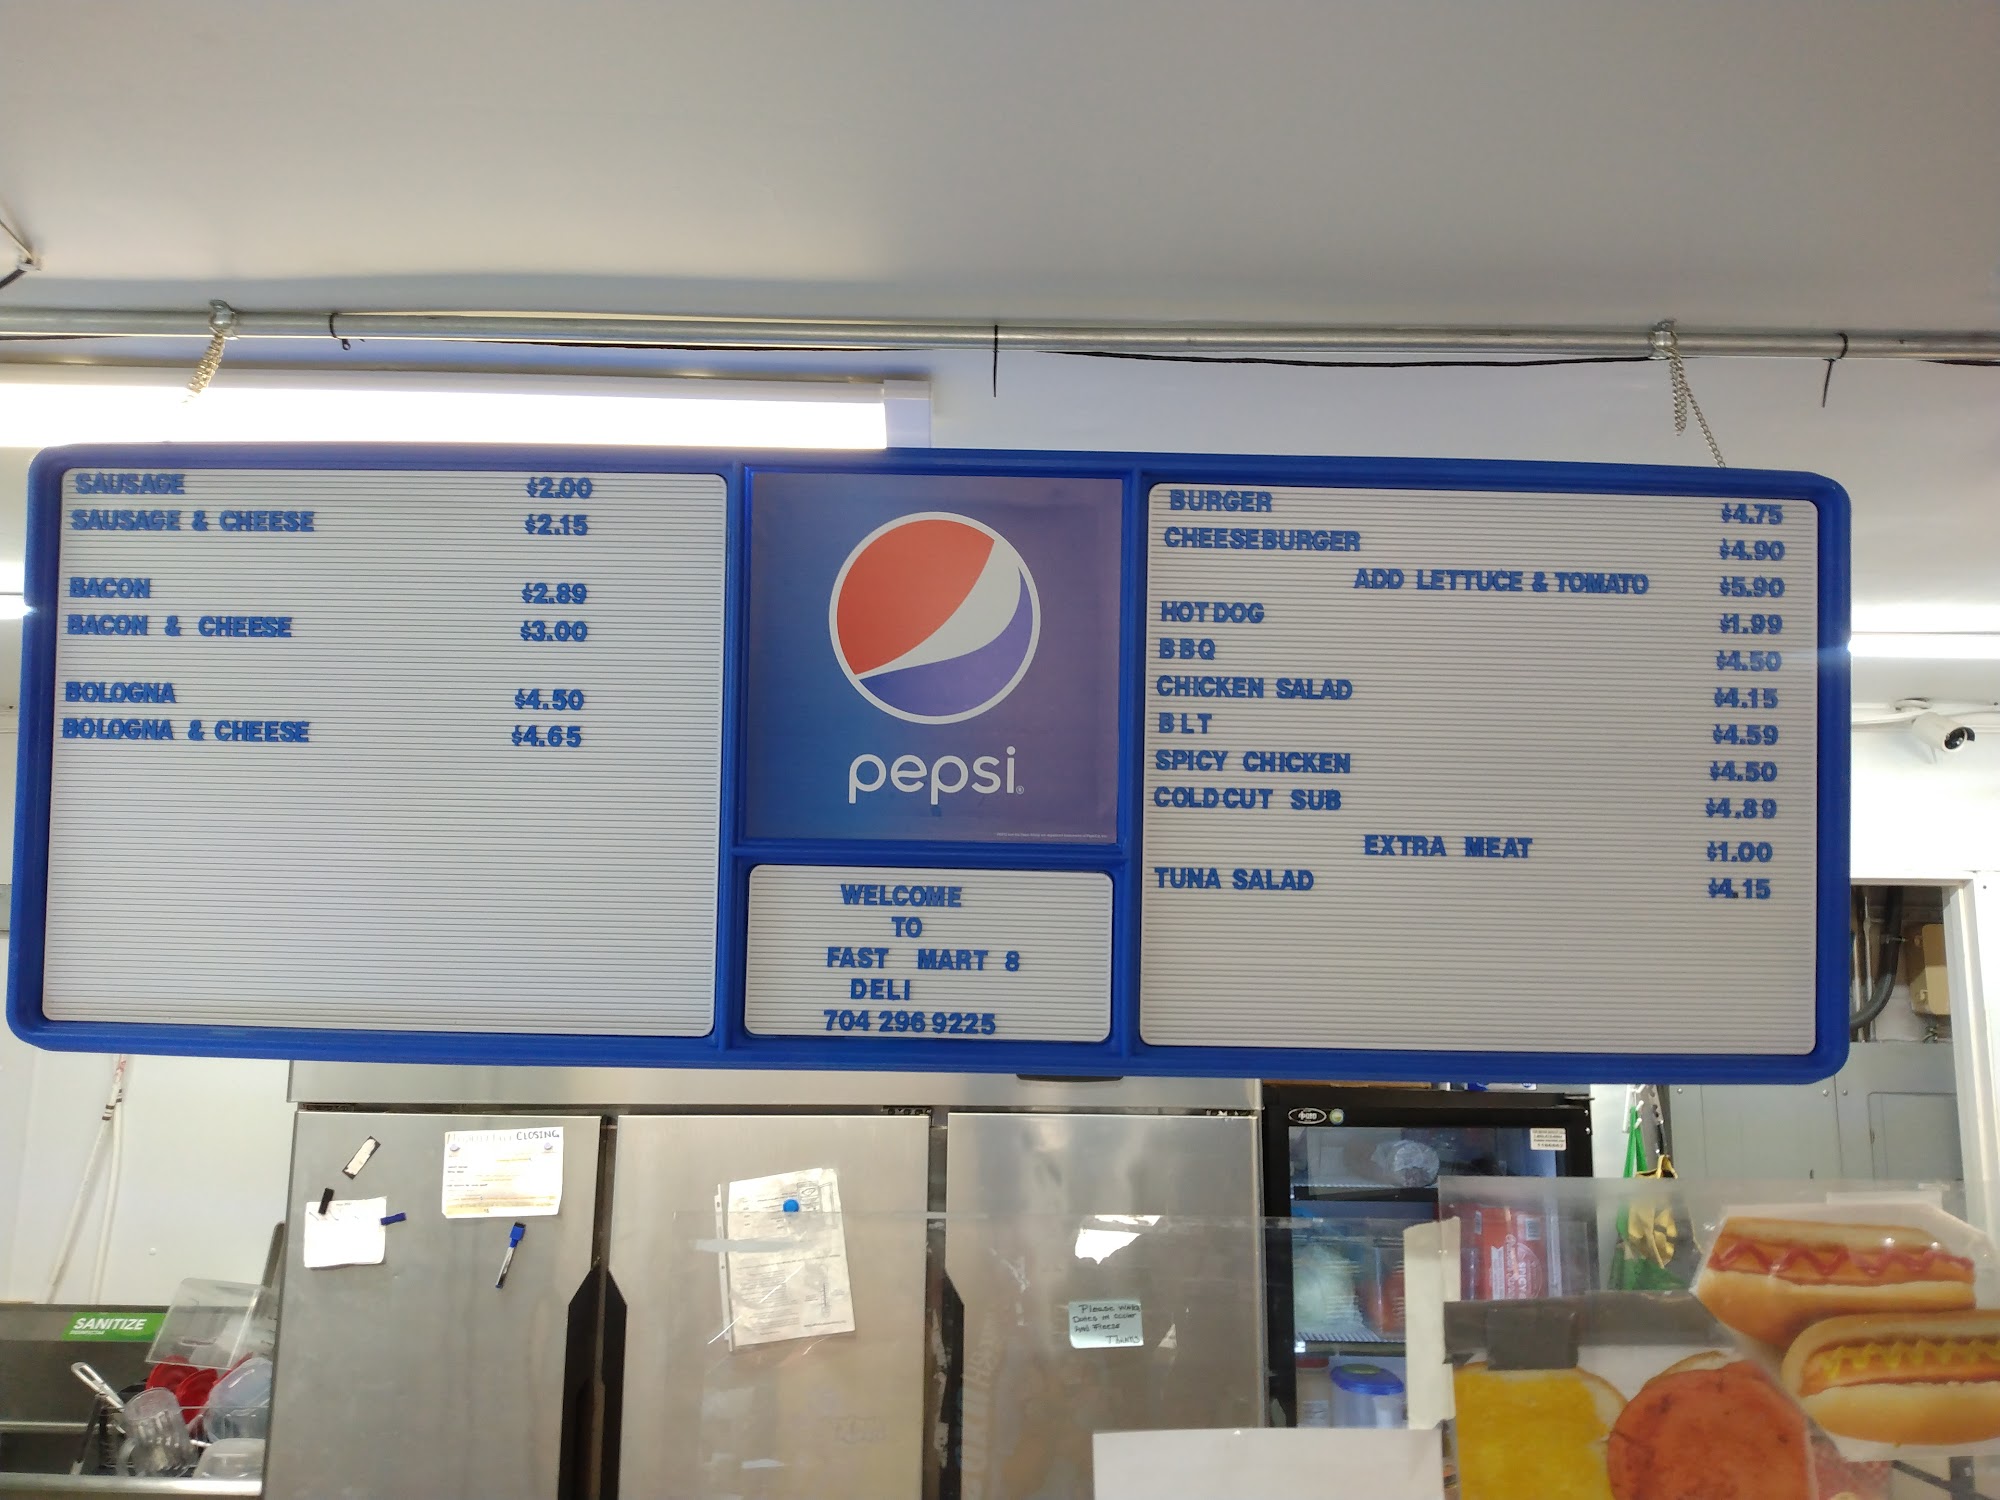 SAUSAGE $2.00
SAUSAGE & CHEESE $2.15
BACON $2.89
BACON & CHEESE $3.00
BOLOGNA $4.50
BOLOGNA & CHEESE $4.65
pepsi
WELCOME
TO
FAST MART 8
DELI
704 296 9225
BURGER $4.75
CHEESEBURGER $4.90
ADD LETTUCE & TOMATO $5.90
HOT DOG $1.99
BBQ $4.50
CHICKEN SALAD $4.15
BLT $4.59
SPICY CHICKEN $4.50
COLDCUT SUB $4.89
EXTRA MEAT $1.00
TUNA SALAD $4.15
CLOSING
SANITIZE
PLEASE
THANKS